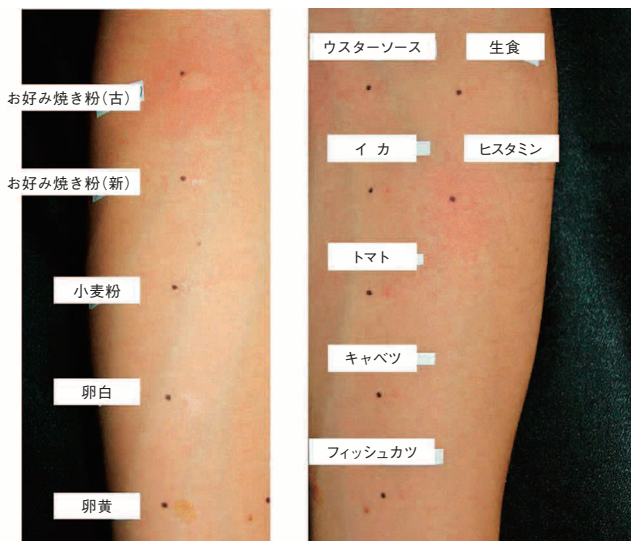 お好み焼き粉(古)
お好み焼き粉(新)
小麦粉
卵白
卵黄
ウスターソース
生食
イ カ
ヒスタミン
トマト
キャベツ
フィッシュカツ